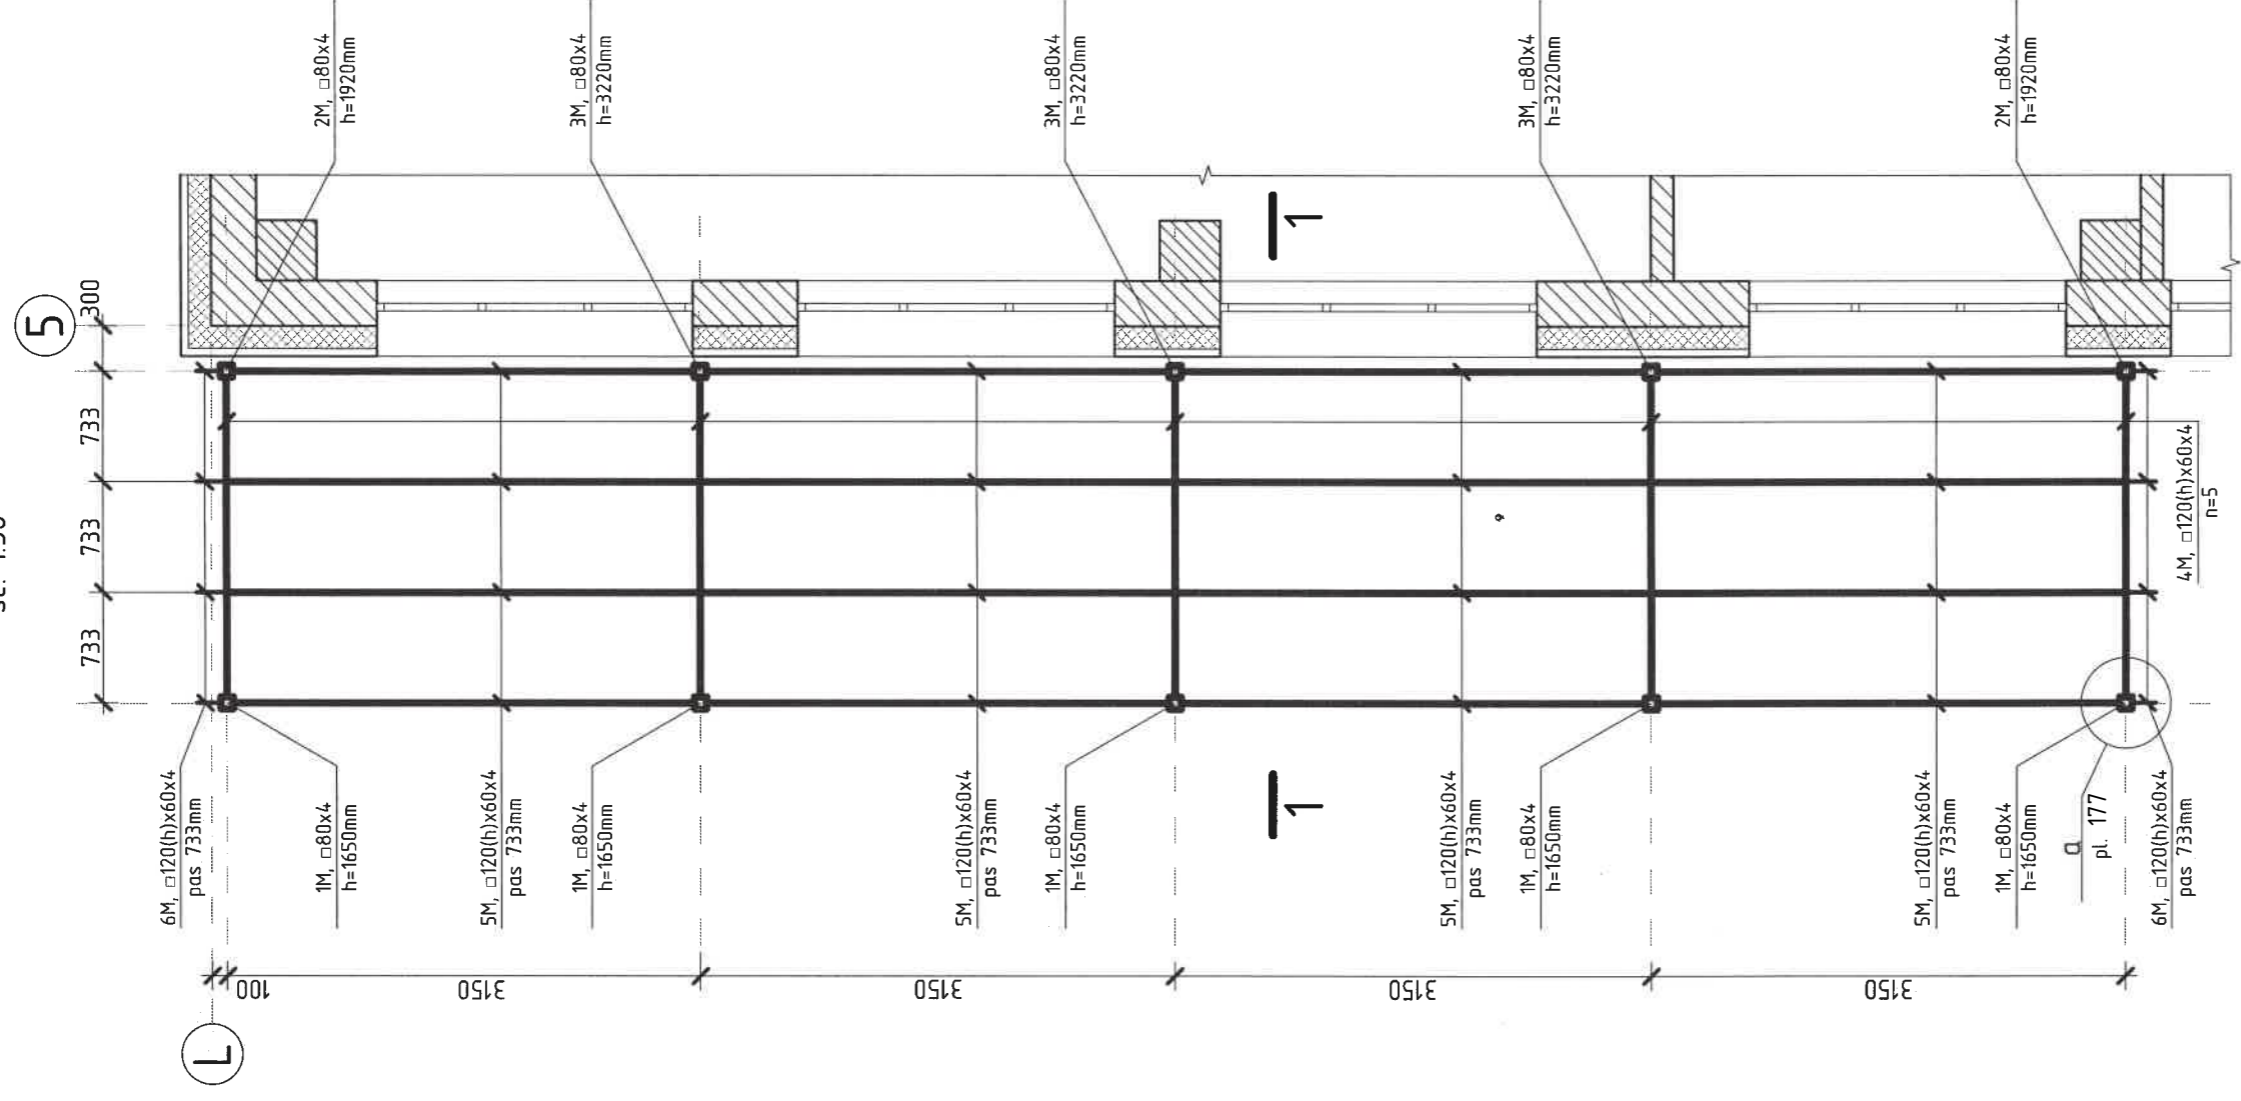 5
300
733
733
733
2M, □80x4
h=1920mm
3M, □80x4
h=3220mm
3M, □80x4
h=3220mm
3M, □80x4
h=3220mm
2M, □80x4
h=1920mm
1
1
4M, □120(h)x60x4
n=5
6M, □120(h)x60x4
pas 733mm
1M, □80x4
h=1650mm
5M, □120(h)x60x4
pas 733mm
1M, □80x4
h=1650mm
5M, □120(h)x60x4
pas 733mm
1M, □80x4
h=1650mm
5M, □120(h)x60x4
pas 733mm
1M, □80x4
h=1650mm
5M, □120(h)x60x4
pas 733mm
1M, □80x4
h=1650mm
a
pl. 177
6M, □120(h)x60x4
pas 733mm
100
3150
3150
3150
3150
L